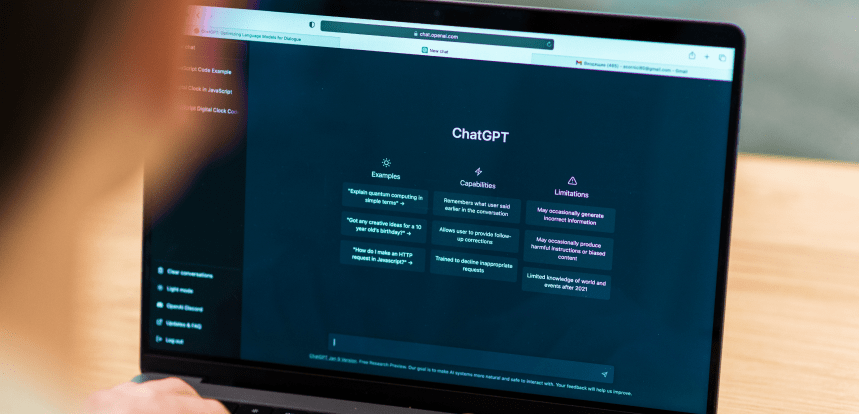 chat.openai.com
ChatGPT: Optimizing Language Models for Dialogue
New chat
- Gmail
chat
Script Code Example
Clock in JavaScript
Script Digital Clock Com
ChatGPT
Examples
"Explain quantum computing in
simple terms" →
"Got any creative ideas for a 10
year old's birthday?" →
"How do I make an HTTP
request in Javascript?" →
Capabilities
Remembers what user said
earlier in the conversation
Allows user to provide follow-
up corrections
Trained to decline inappropriate
requests
Limitations
May occasionally generate
incorrect information
May occasionally produce
harmful instructions or biased
content
Limited knowledge of world and
events after 2021
Clear conversations
Light mode
OpenAI Discord
Updates & FAQ
Log out
ChatGPT Jan 9 Version. Free Research Preview. Our goal is to make AI systems more natural and safe to interact with. Your feedback will help us improve.